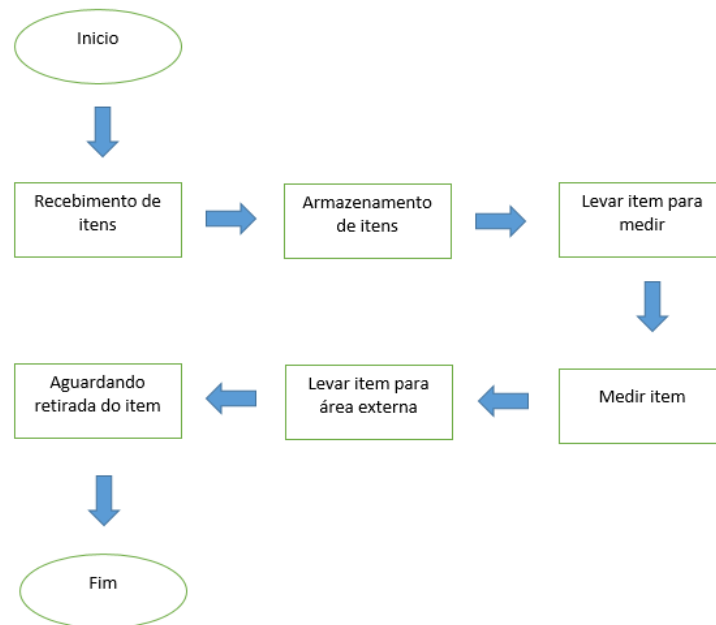 Inicio
Recebimento de
itens
Armazenamento
de itens
Levar item para
medir
Medir item
Levar item para
área externa
Aguardando
retirada do item
Fim